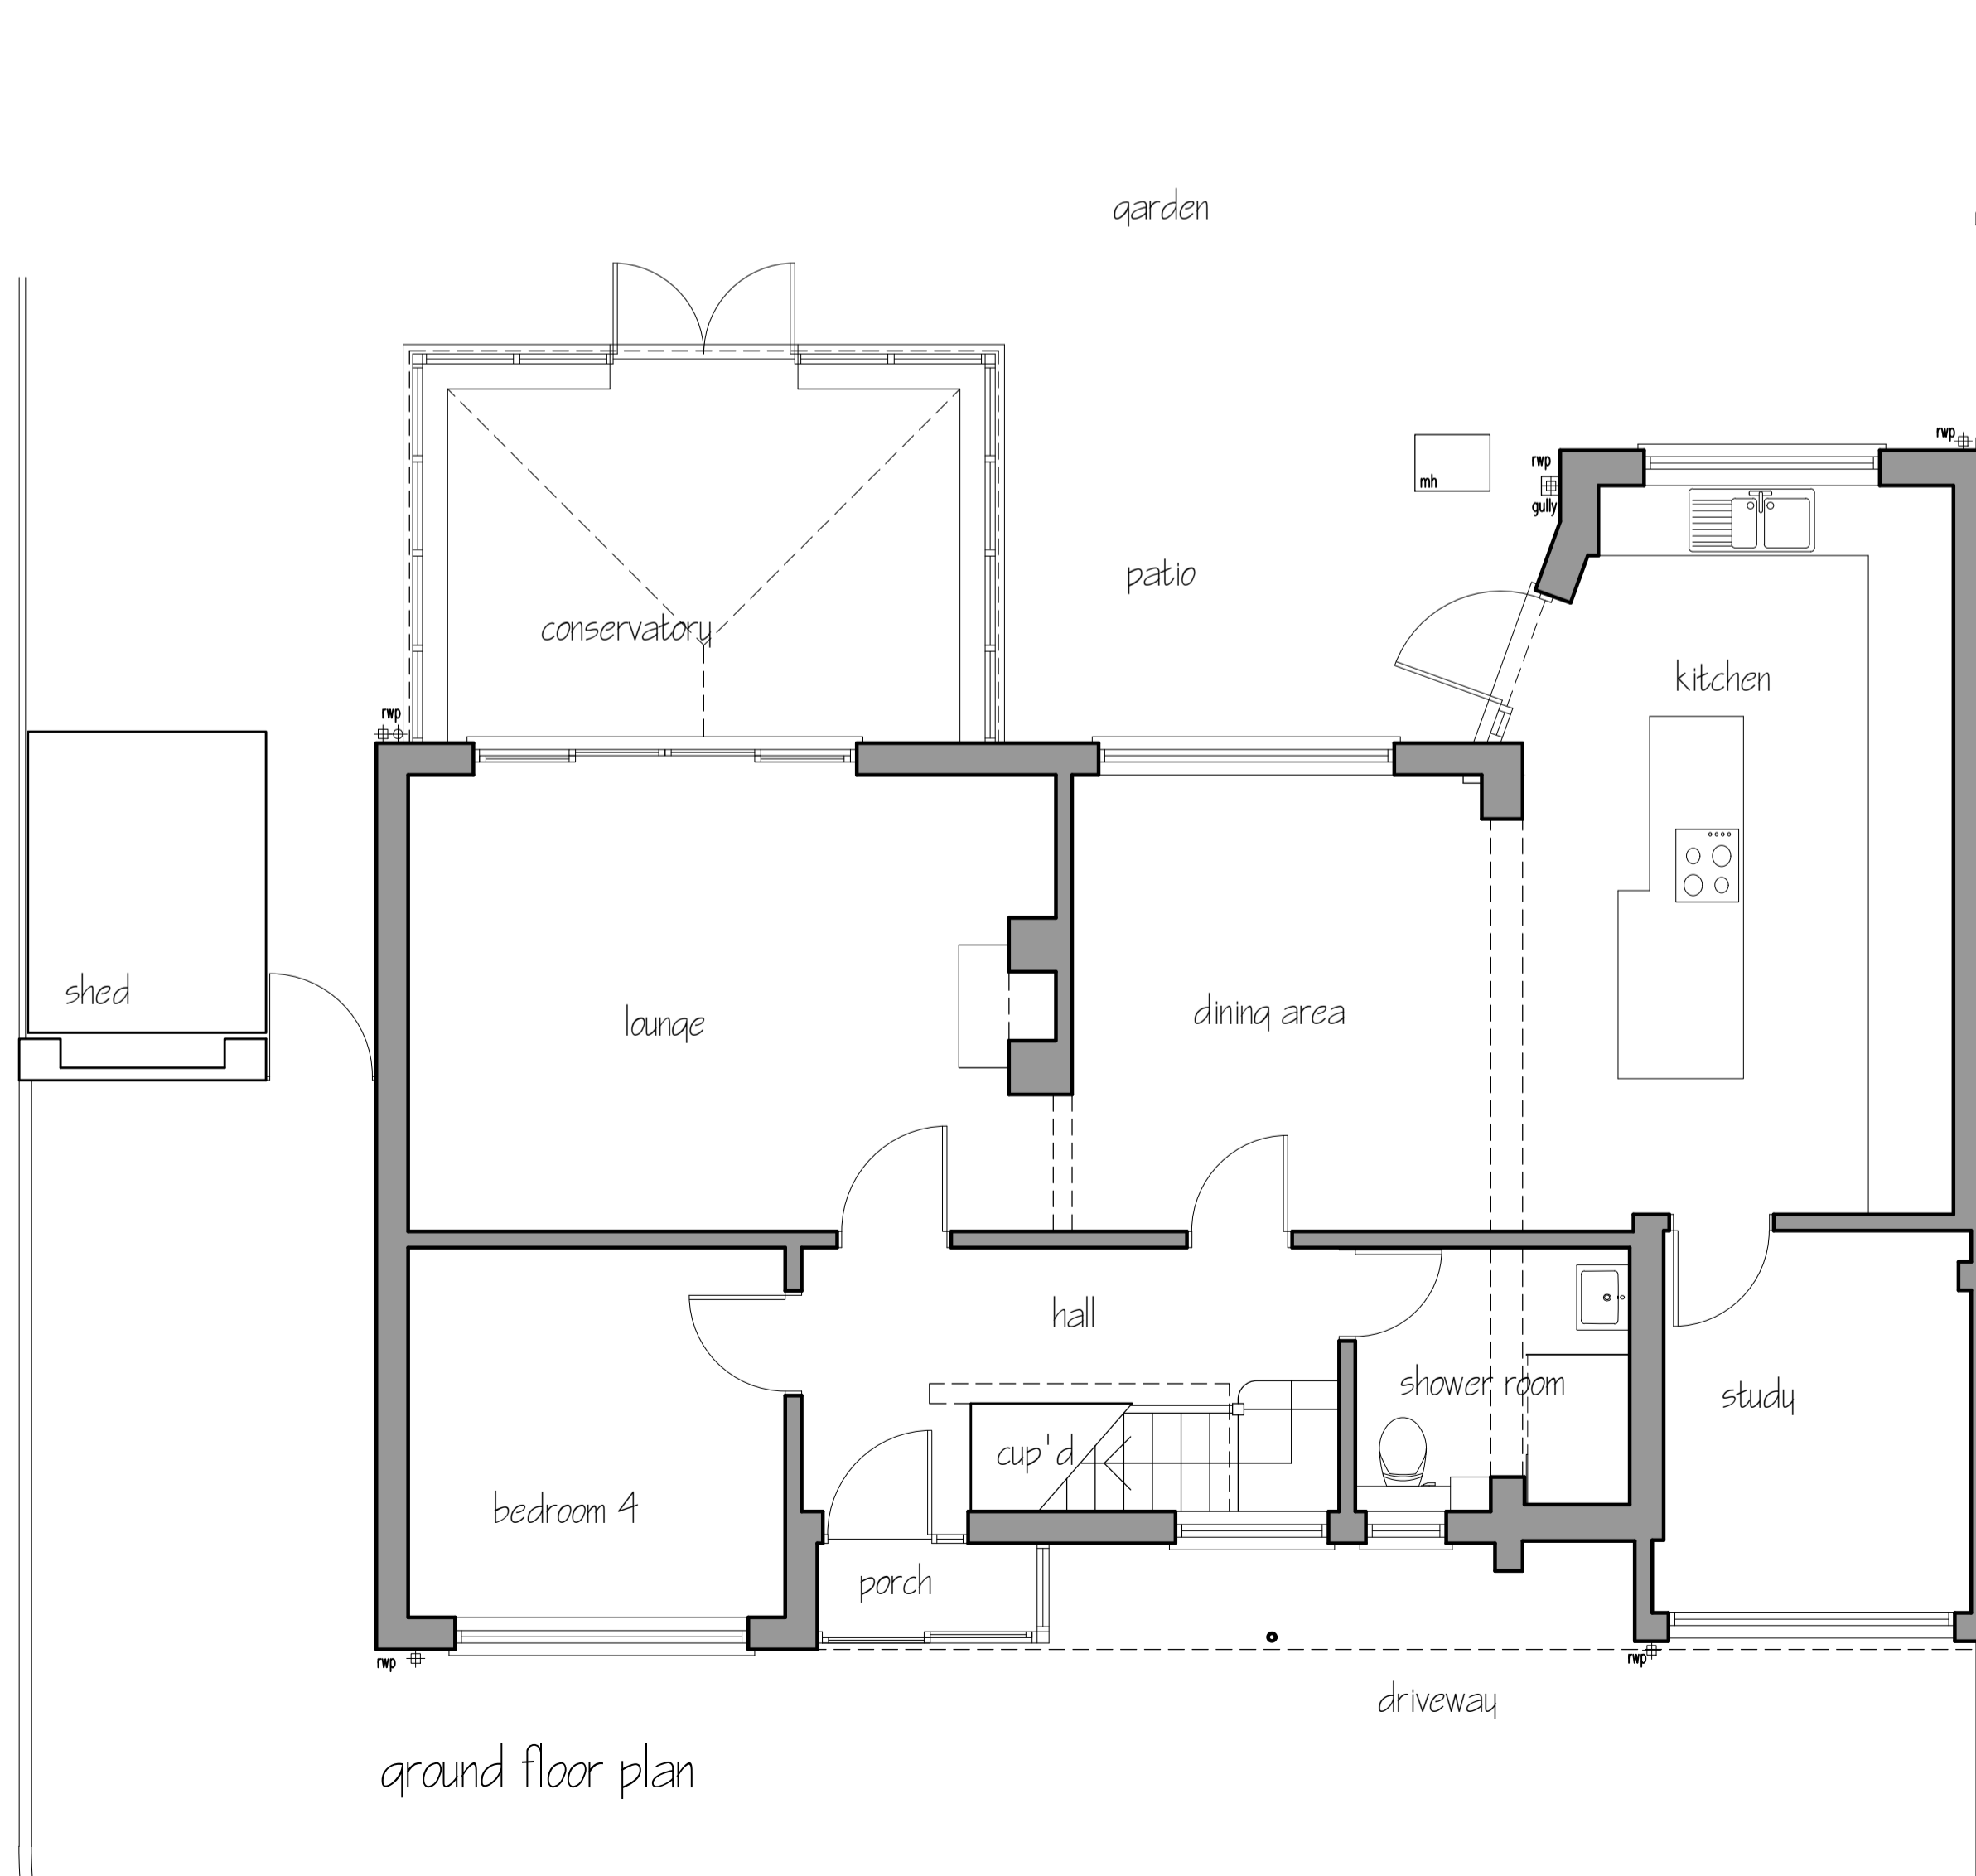 garden
rwp
rwp
mh
gully
patio
conservatory
kitchen
rwp
shed
lounge
dining area
hall
shower room
study
cup'd
bedroom 4
porch
rwp
rwp
driveway
ground floor plan